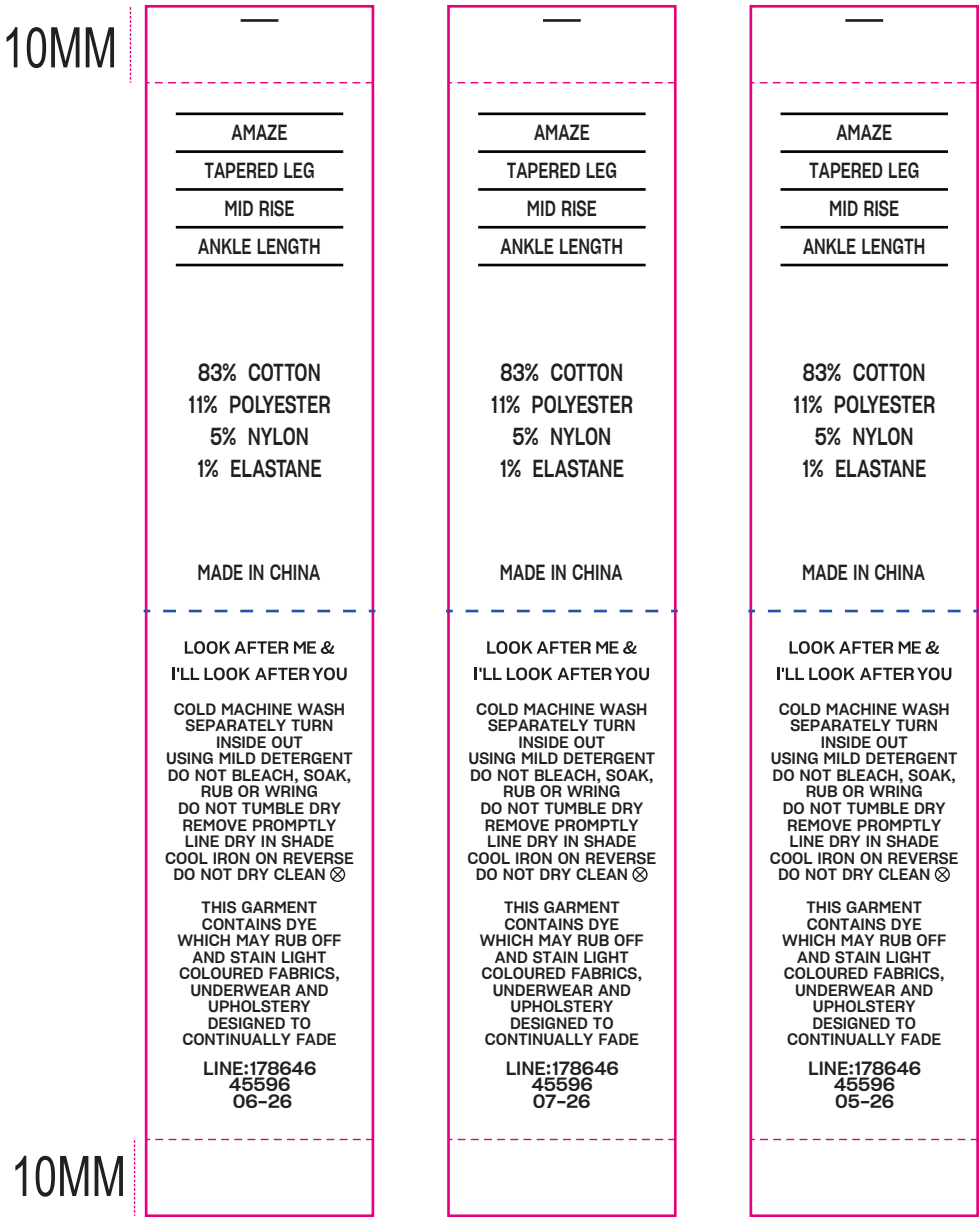 10MM
AMAZE
TAPERED LEG
MID RISE
ANKLE LENGTH
83% COTTON
11% POLYESTER
5% NYLON
1% ELASTANE
MADE IN CHINA
LOOK AFTER ME &
I'LL LOOK AFTER YOU
COLD MACHINE WASH
SEPARATELY TURN
INSIDE OUT
USING MILD DETERGENT
DO NOT BLEACH, SOAK,
RUB OR WRING
DO NOT TUMBLE DRY
REMOVE PROMPTLY
LINE DRY IN SHADE
COOL IRON ON REVERSE
DO NOT DRY CLEAN ⊗
THIS GARMENT
CONTAINS DYE
WHICH MAY RUB OFF
AND STAIN LIGHT
COLOURED FABRICS,
UNDERWEAR AND
UPHOLSTERY
DESIGNED TO
CONTINUALLY FADE
LINE:178646
45596
06-26
10MM
AMAZE
TAPERED LEG
MID RISE
ANKLE LENGTH
83% COTTON
11% POLYESTER
5% NYLON
1% ELASTANE
MADE IN CHINA
LOOK AFTER ME &
I'LL LOOK AFTER YOU
COLD MACHINE WASH
SEPARATELY TURN
INSIDE OUT
USING MILD DETERGENT
DO NOT BLEACH, SOAK,
RUB OR WRING
DO NOT TUMBLE DRY
REMOVE PROMPTLY
LINE DRY IN SHADE
COOL IRON ON REVERSE
DO NOT DRY CLEAN ⊗
THIS GARMENT
CONTAINS DYE
WHICH MAY RUB OFF
AND STAIN LIGHT
COLOURED FABRICS,
UNDERWEAR AND
UPHOLSTERY
DESIGNED TO
CONTINUALLY FADE
LINE:178646
45596
07-26
AMAZE
TAPERED LEG
MID RISE
ANKLE LENGTH
83% COTTON
11% POLYESTER
5% NYLON
1% ELASTANE
MADE IN CHINA
LOOK AFTER ME &
I'LL LOOK AFTER YOU
COLD MACHINE WASH
SEPARATELY TURN
INSIDE OUT
USING MILD DETERGENT
DO NOT BLEACH, SOAK,
RUB OR WRING
DO NOT TUMBLE DRY
REMOVE PROMPTLY
LINE DRY IN SHADE
COOL IRON ON REVERSE
DO NOT DRY CLEAN ⊗
THIS GARMENT
CONTAINS DYE
WHICH MAY RUB OFF
AND STAIN LIGHT
COLOURED FABRICS,
UNDERWEAR AND
UPHOLSTERY
DESIGNED TO
CONTINUALLY FADE
LINE:178646
45596
05-26